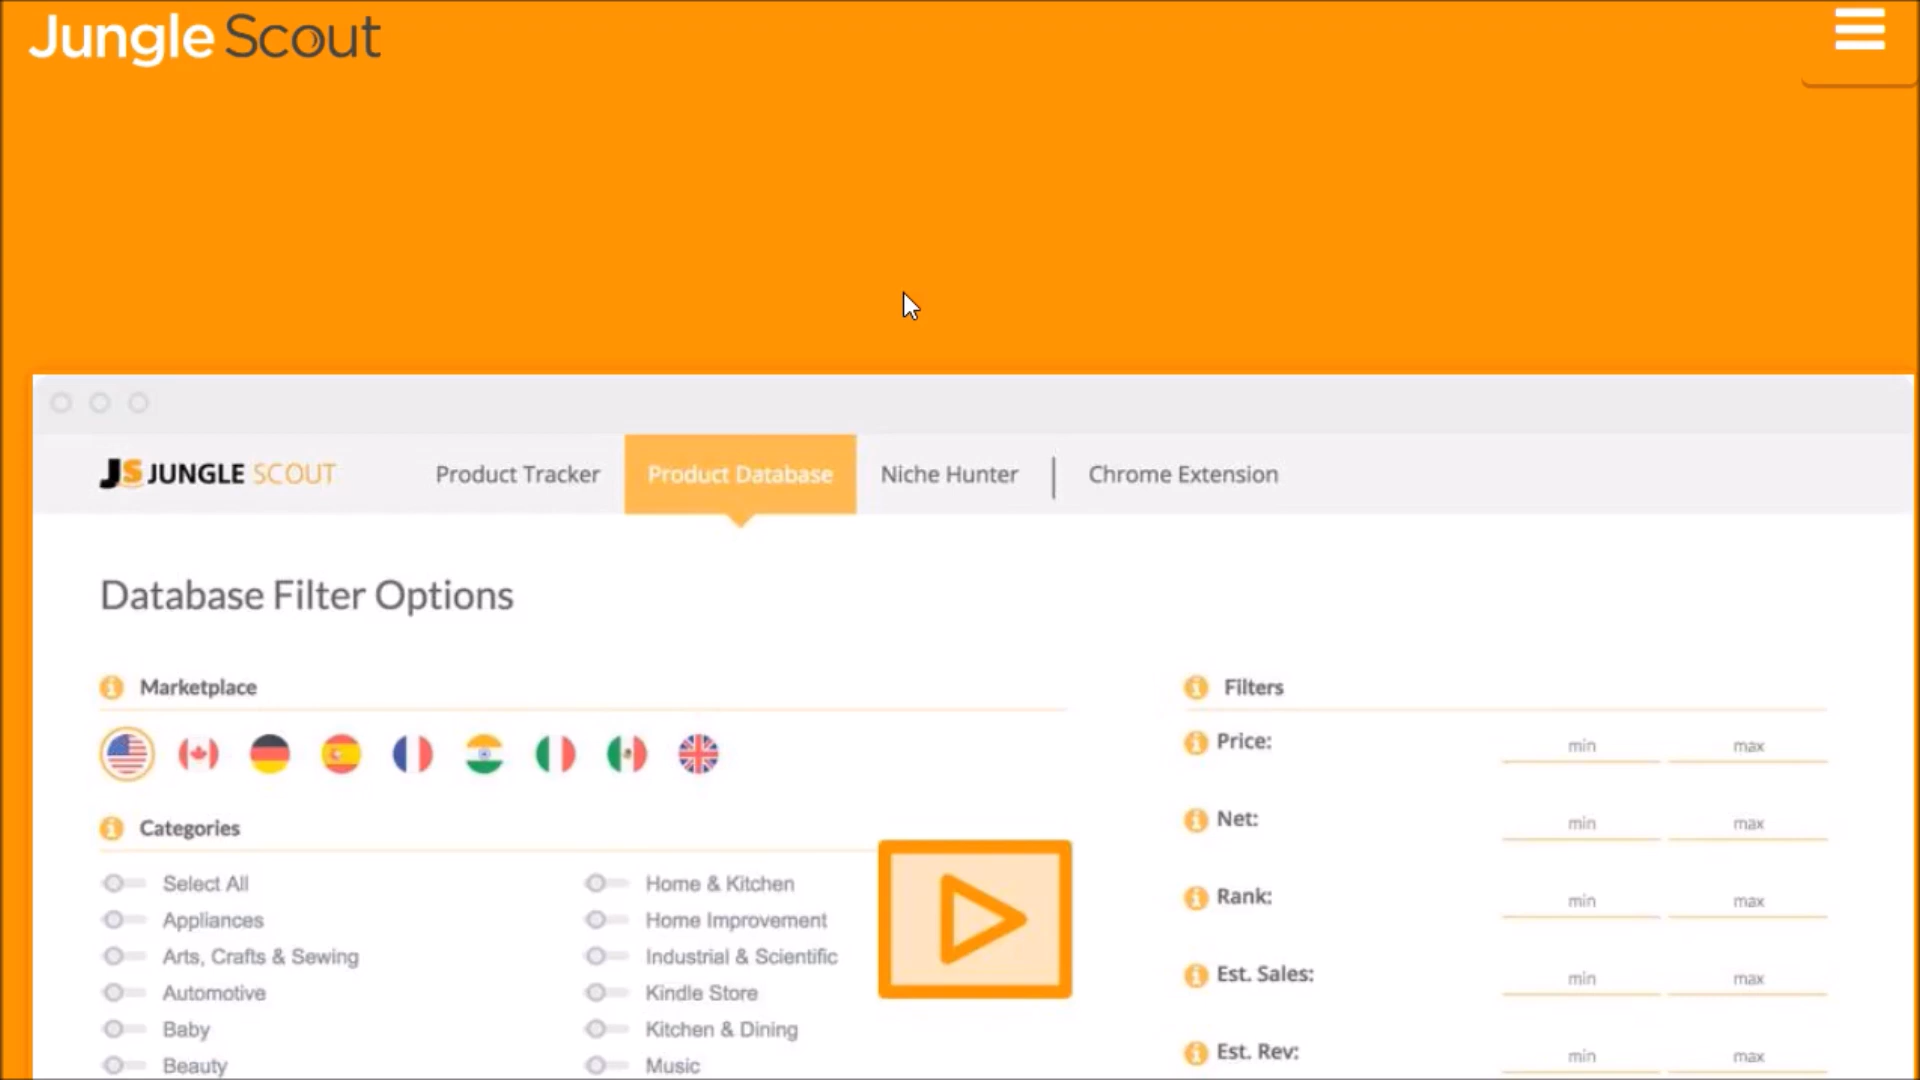 Jungle Scout
JS JUNGLE SCOUT
Product Tracker
Product Database
Niche Hunter
Chrome Extension
Database Filter Options
Marketplace
Categories
Select All
Appliances
Arts, Crafts & Sewing
Automotive
Baby
Beauty
Home & Kitchen
Home Improvement
Industrial & Scientific
Kindle Store
Kitchen & Dining
Music
Filters
Price: min max
Net: min max
Rank: min max
Est. Sales: min max
Est. Rev: min max